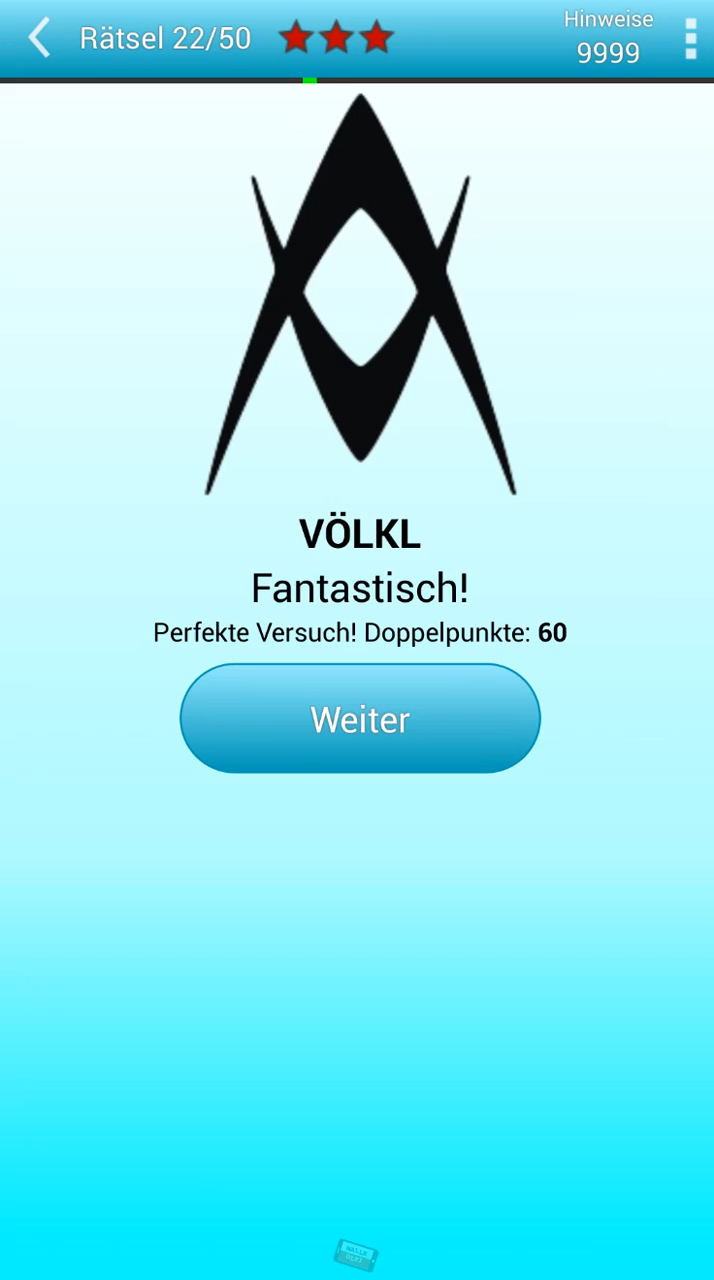 Rätsel 22/50
Hinweise
9999
VÖLKL
Fantastisch!
Perfekte Versuch! Doppelpunkte: 60
Weiter